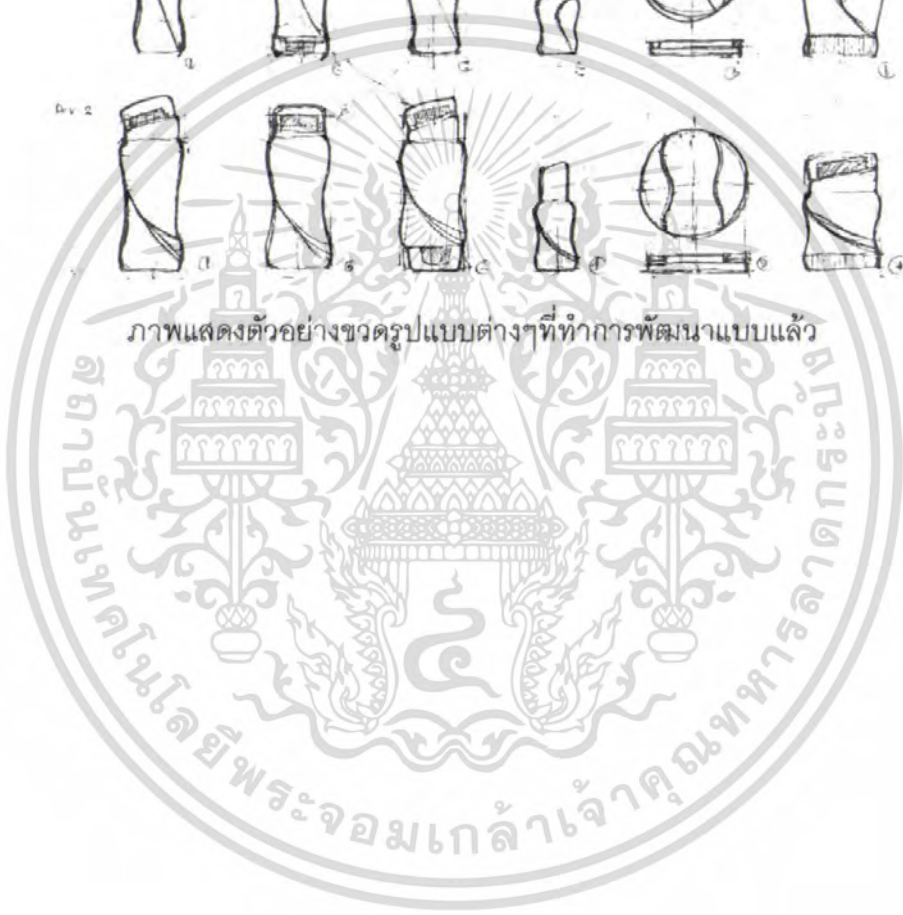 ภาพแสดงตัวอย่างขวดรูปแบบต่างๆที่ทำการพัฒนาแบบแล้ว
สถาบันเทคโนโลยีพระจอมเกล้าเจ้าคุณทหารลาดกระบัง